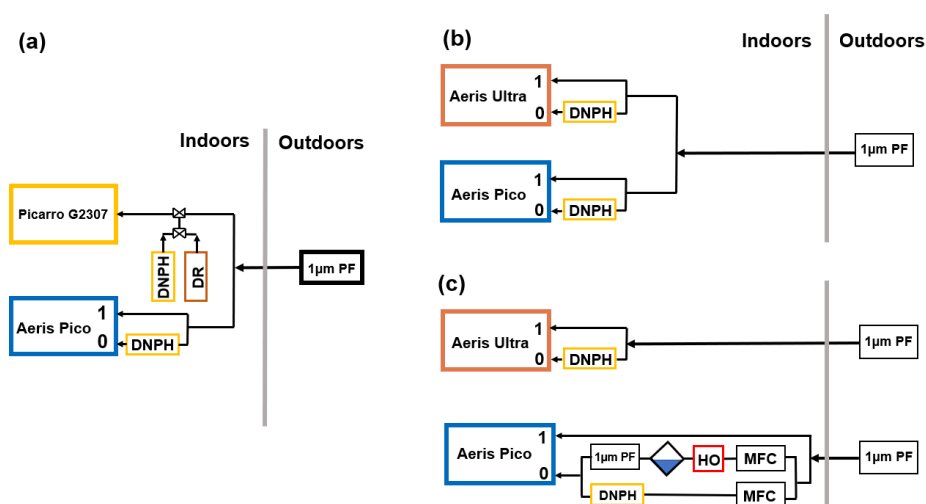 (a)
Indoors
Outdoors
Picarro G2307
DNPH
DR
1µm PF
Aeris Pico
1
0
DNPH
(b)
Indoors
Outdoors
Aeris Ultra
1
0
DNPH
1µm PF
Aeris Pico
1
0
DNPH
(c)
Aeris Ultra
1
0
DNPH
1µm PF
Aeris Pico
1
0
1µm PF
HO
MFC
DNPH
MFC
1µm PF